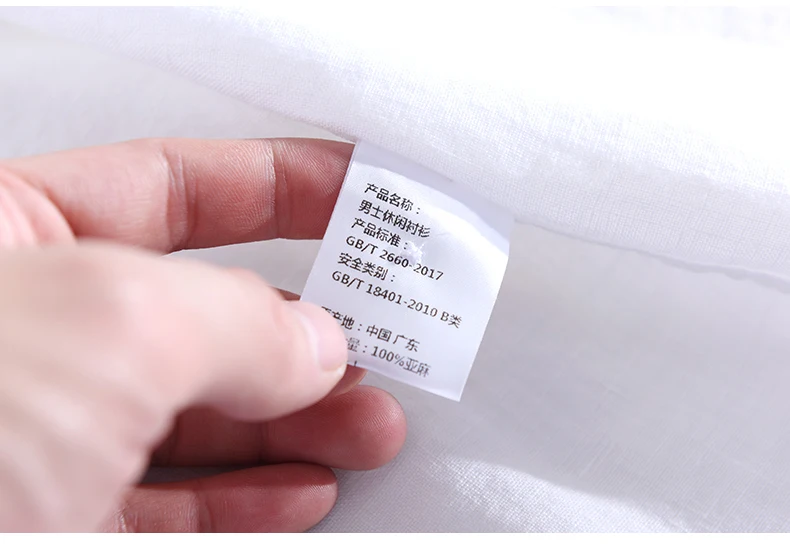 产品名称：
男士休闲衬衫
产品标准：
GB/T 2660-2017
安全类别：
GB/T 18401-2010 B类
产地：中国 广东
量：100%亚麻